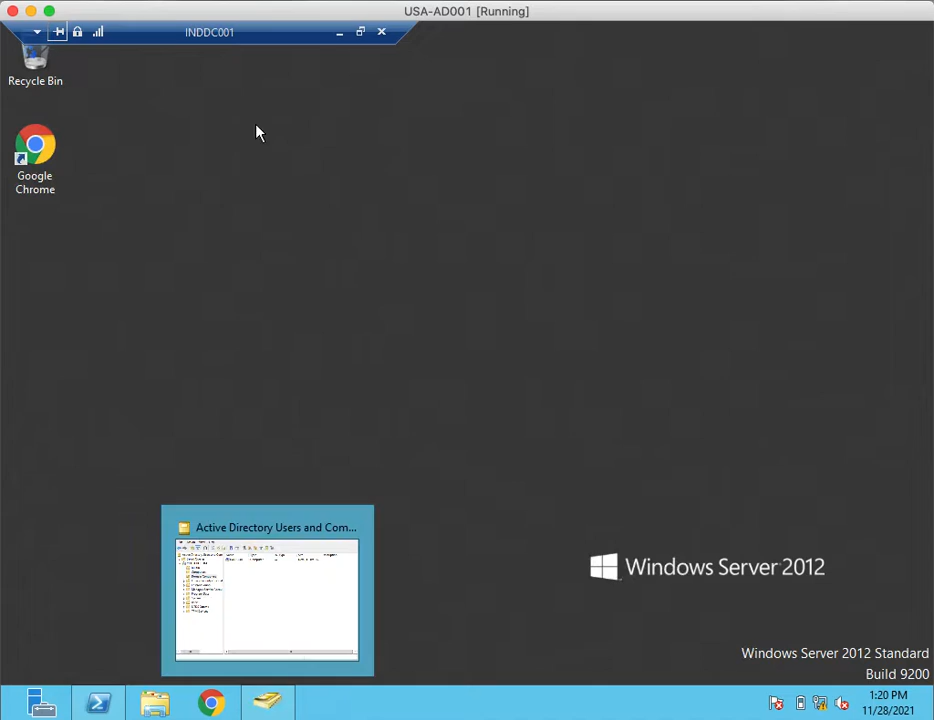 USA-AD001 [Running]
INDDC001
Recycle Bin
Google
Chrome
Active Directory Users and Com...
Windows Server 2012
Windows Server 2012 Standard
Build 9200
1:20 PM
11/28/2021